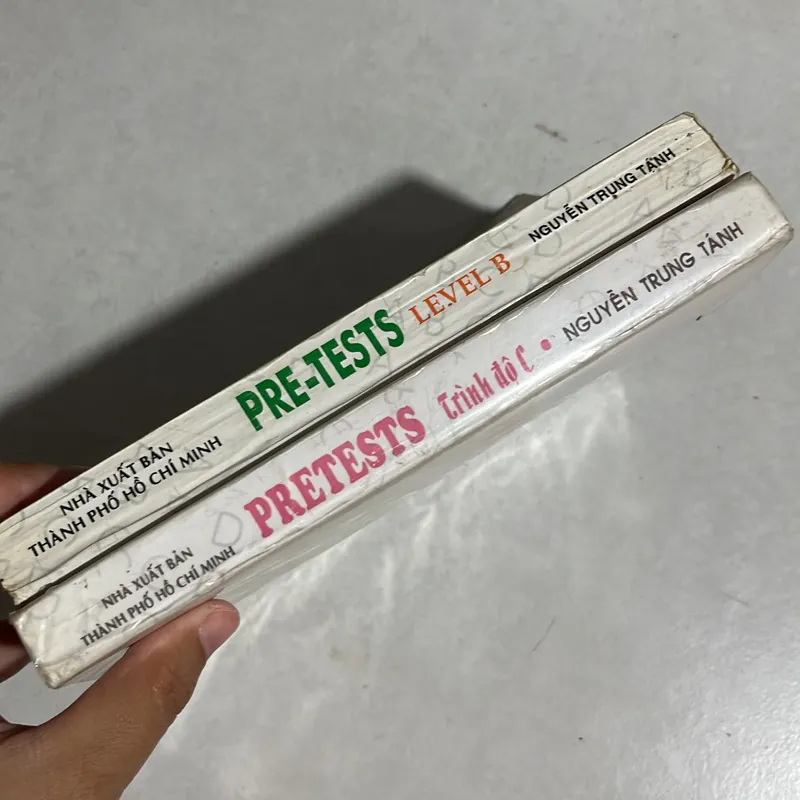 NHÀ XUẤT BẢN
THÀNH PHỐ HỒ CHÍ MINH
PRE-TESTS LEVEL B NGUYỄN TRUNG TÁNH
NHÀ XUẤT BẢN
THÀNH PHỐ HỒ CHÍ MINH
PRETESTS Trình độ C • NGUYỄN TRUNG TÁNH